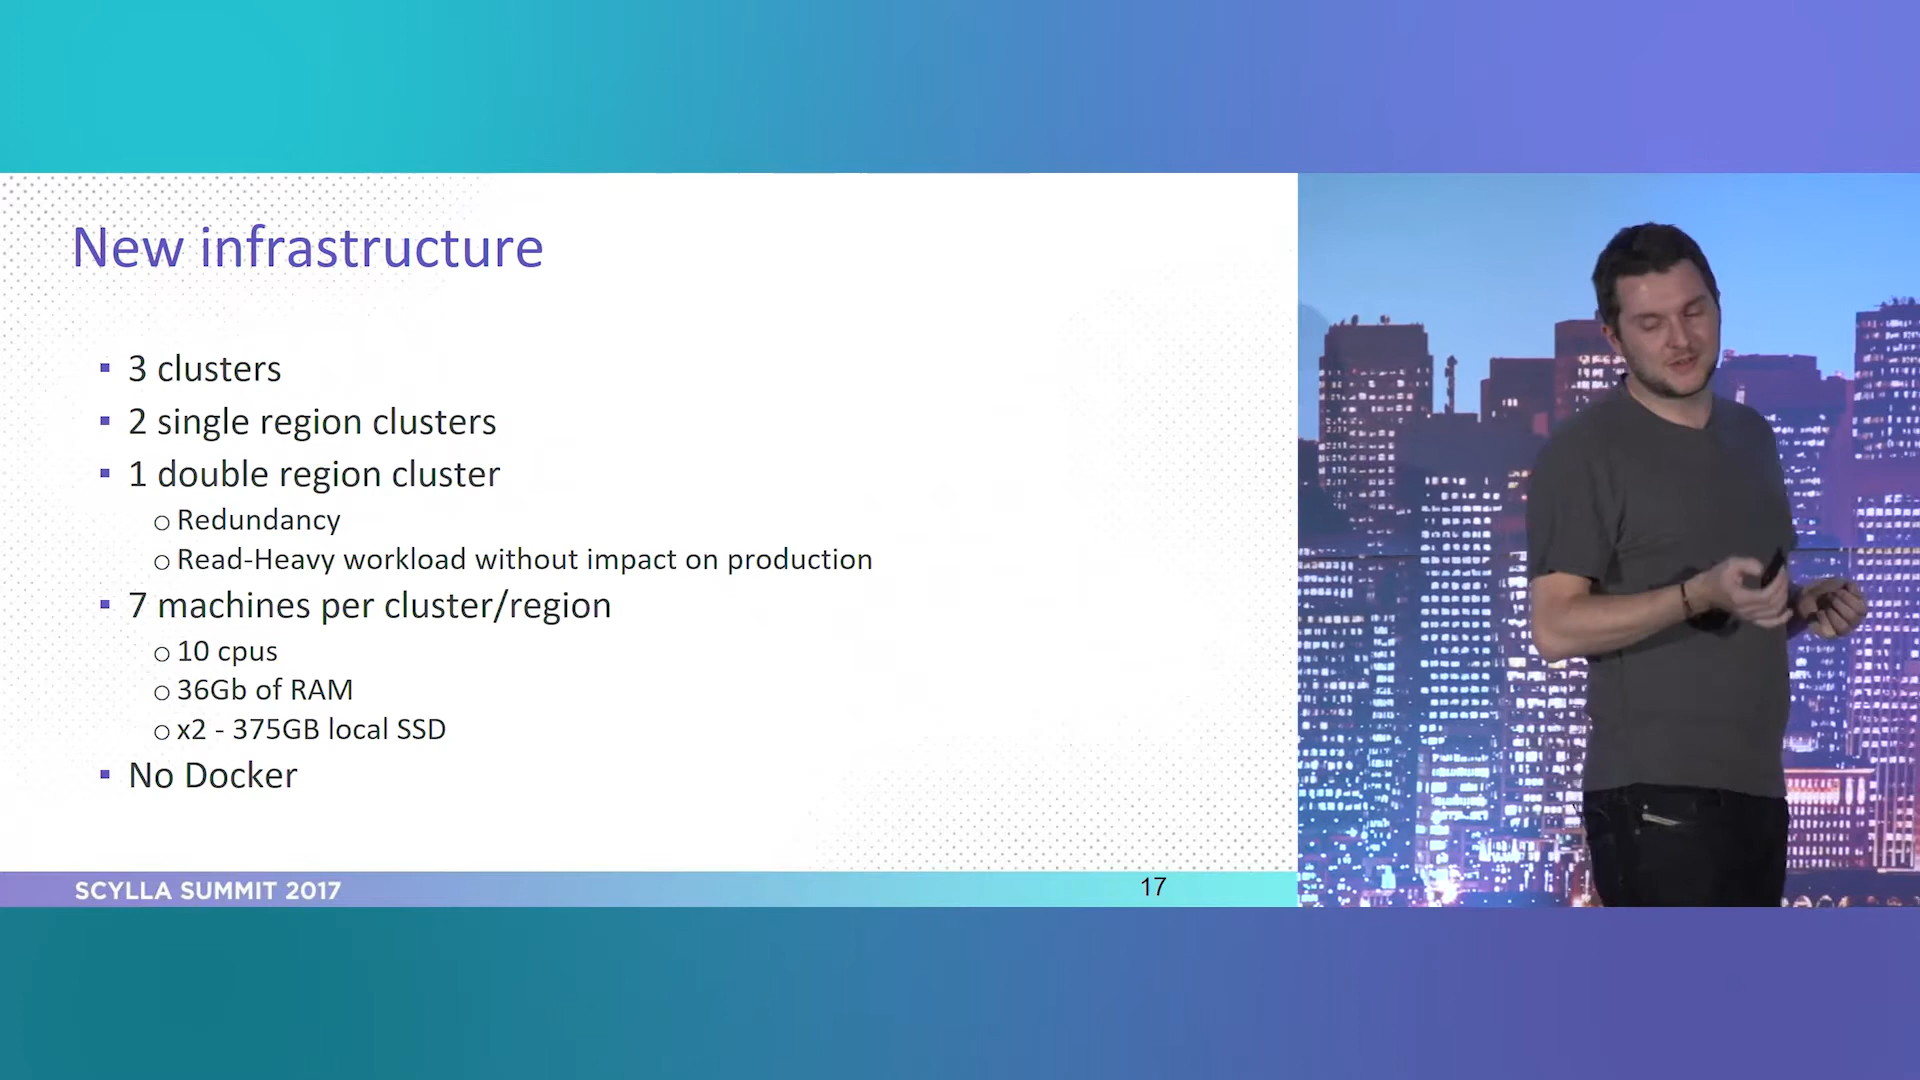 New infrastructure
▪ 3 clusters
▪ 2 single region clusters
▪ 1 double region cluster
o Redundancy
o Read-Heavy workload without impact on production
▪ 7 machines per cluster/region
o 10 cpus
o 36Gb of RAM
o x2 - 375GB local SSD
▪ No Docker
SCYLLA SUMMIT 2017
17